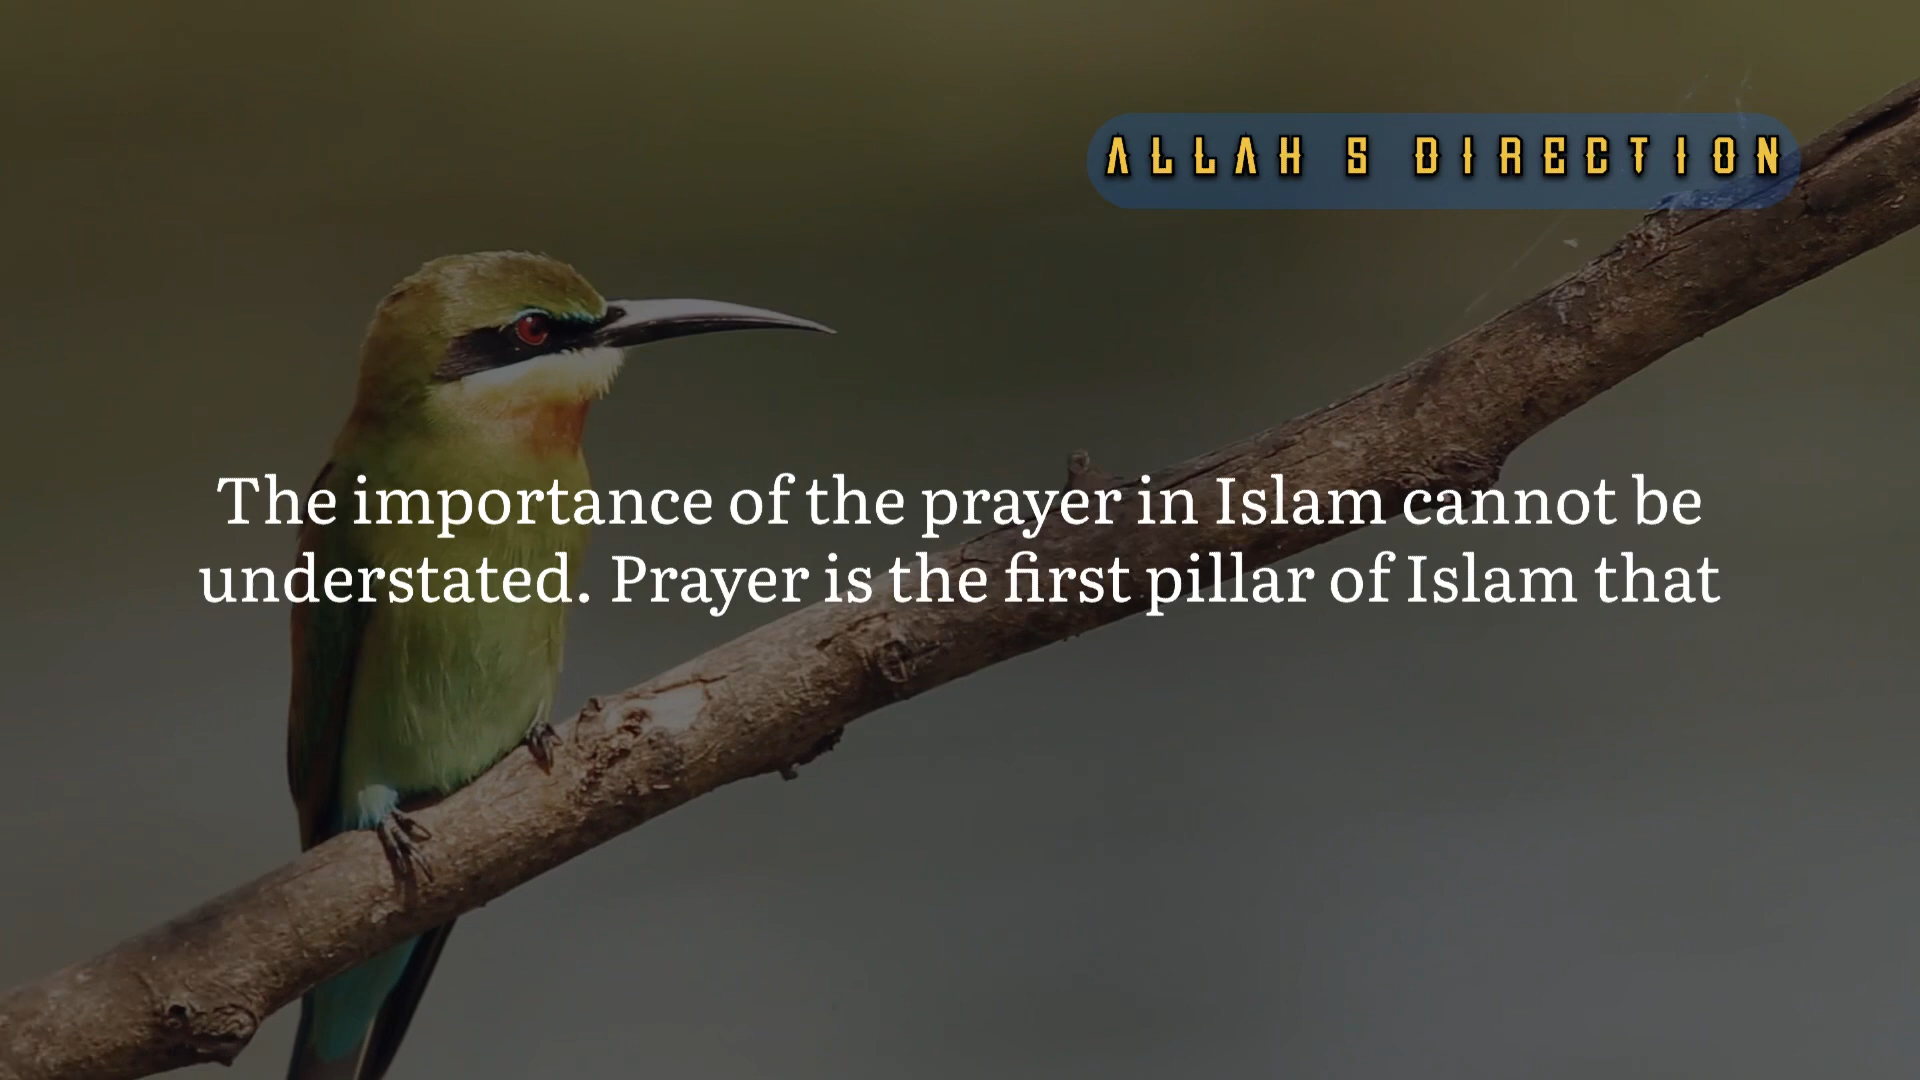 ALLAH S DIRECTION
The importance of the prayer in Islam cannot be
understated. Prayer is the first pillar of Islam that